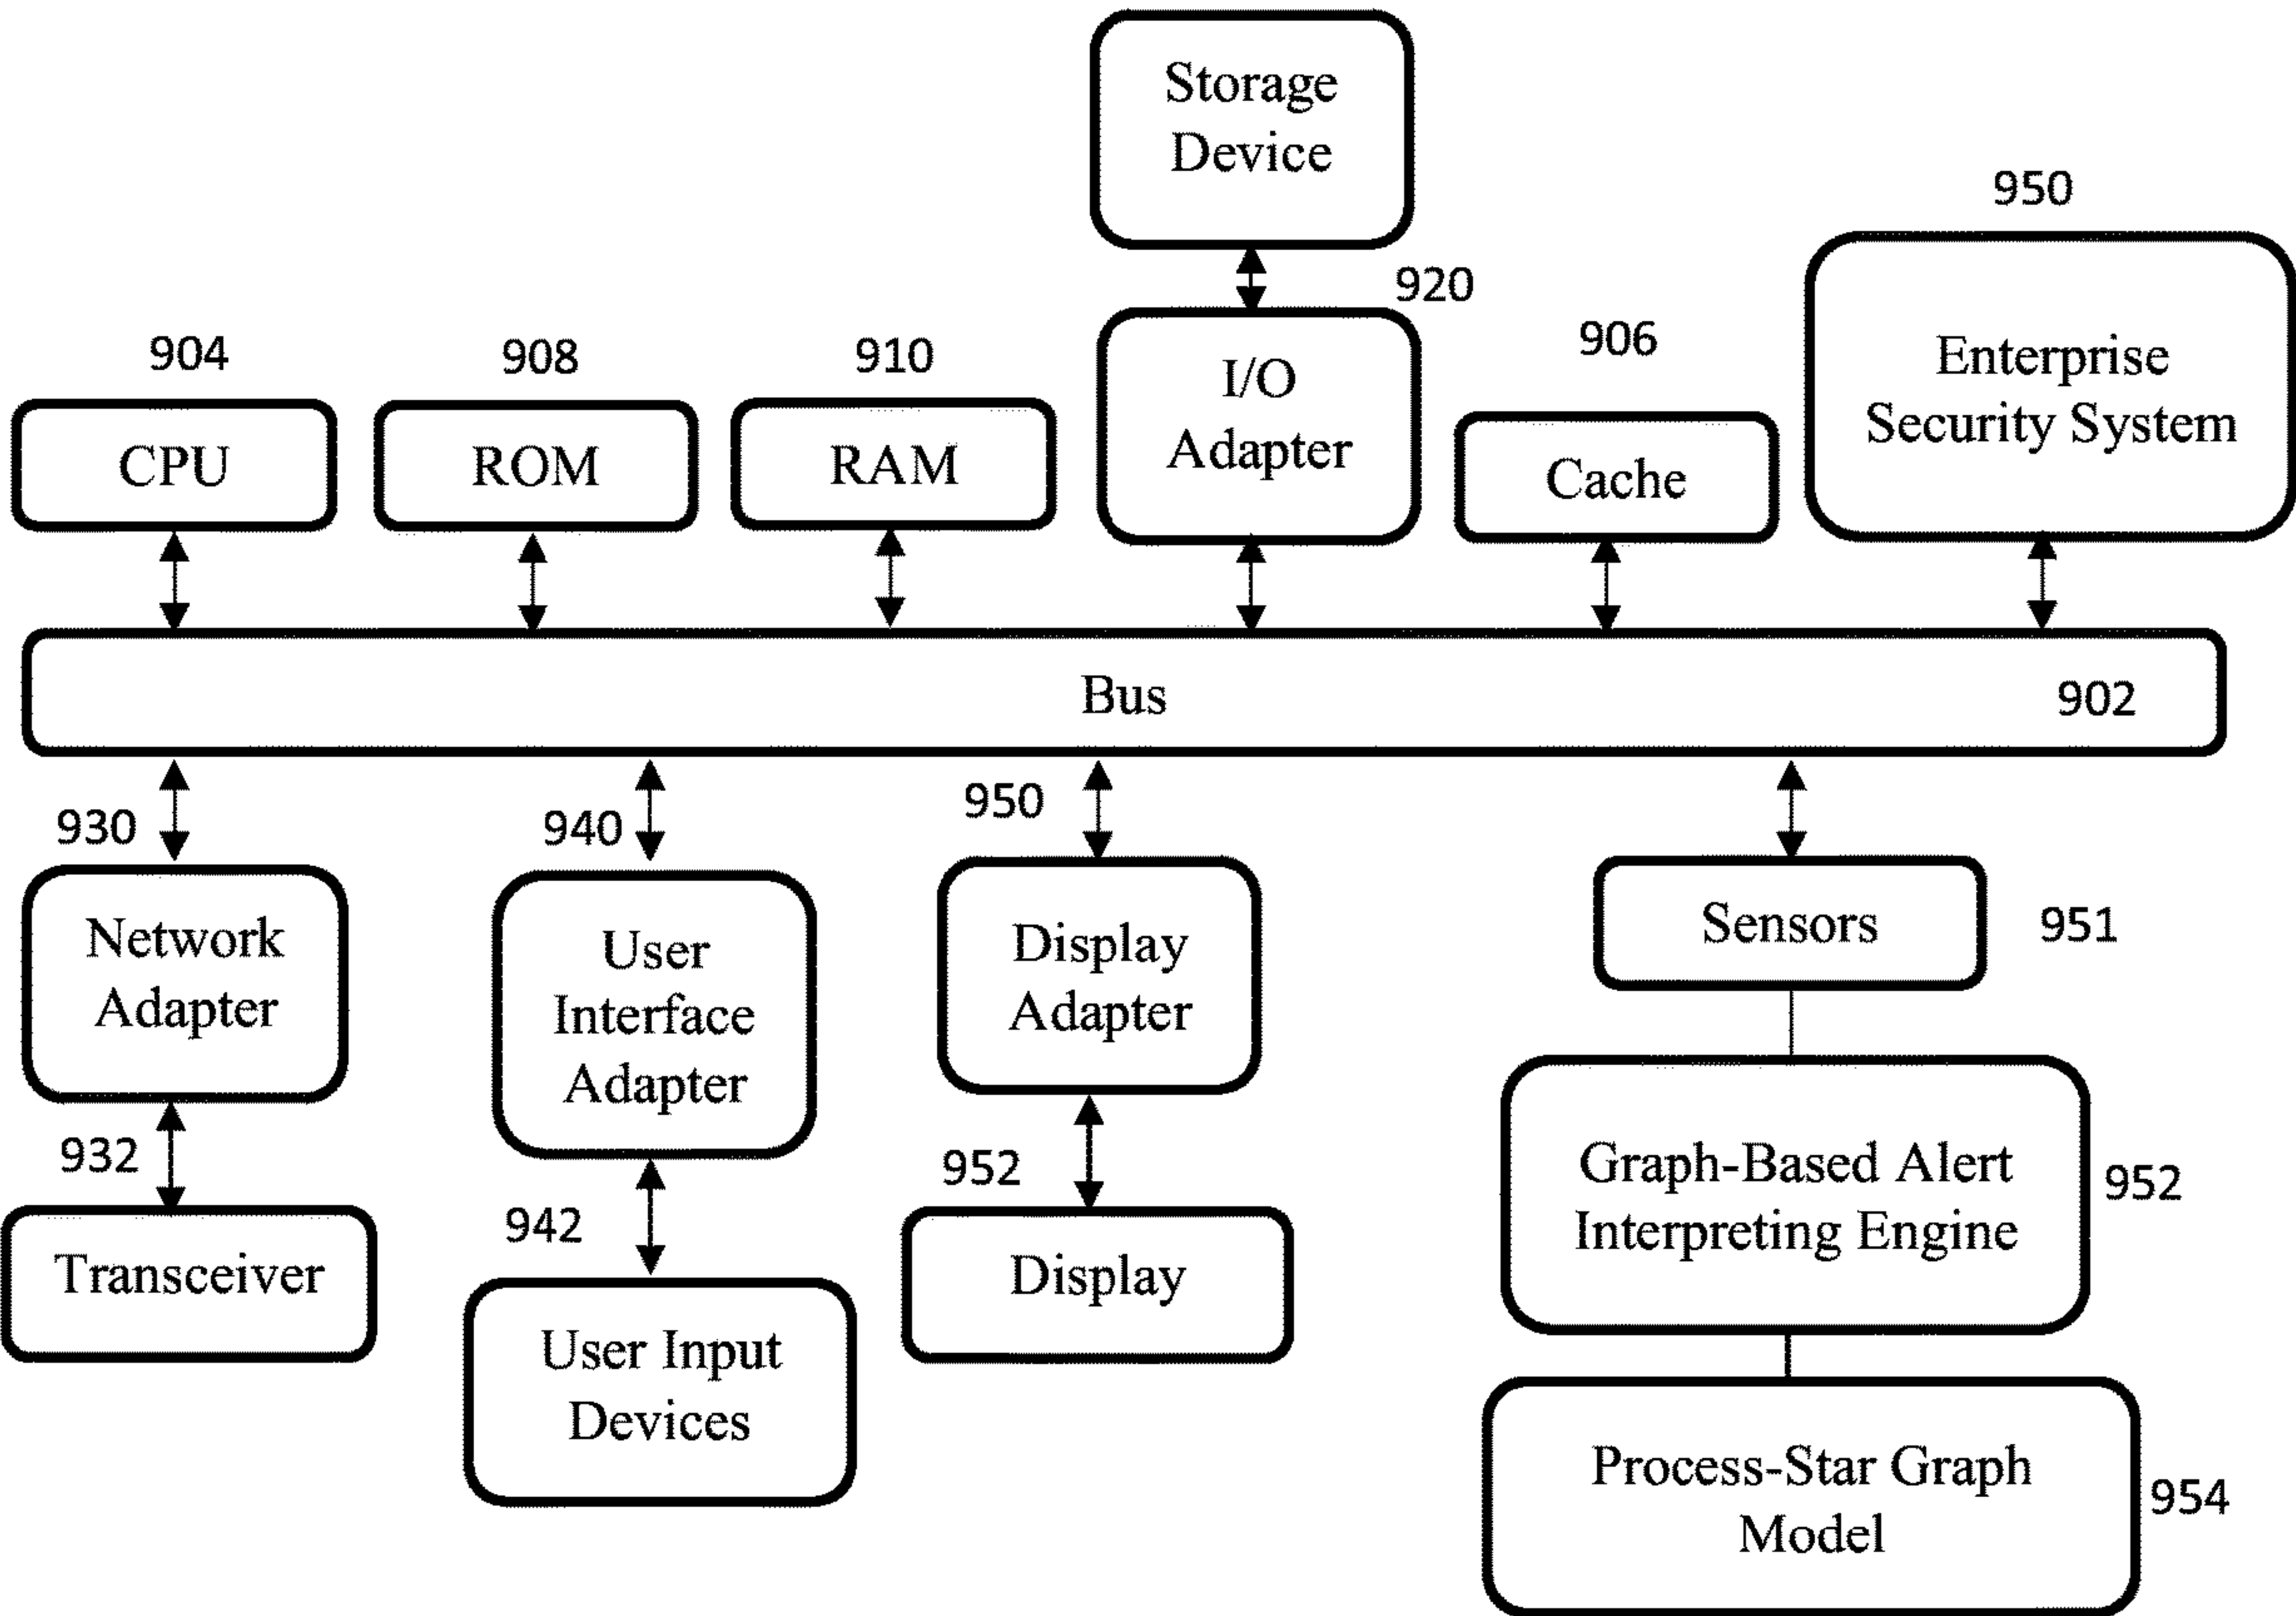 Storage
Device
950
920
904
908
910
906
I/O
Adapter
Enterprise
Security System
CPU
ROM
RAM
Cache
Bus
902
930
940
950
Network
Adapter
User
Interface
Adapter
Display
Adapter
Sensors
951
932
942
952
Graph-Based Alert
Interpreting Engine
952
Transceiver
User Input
Devices
Display
Process-Star Graph
Model
954